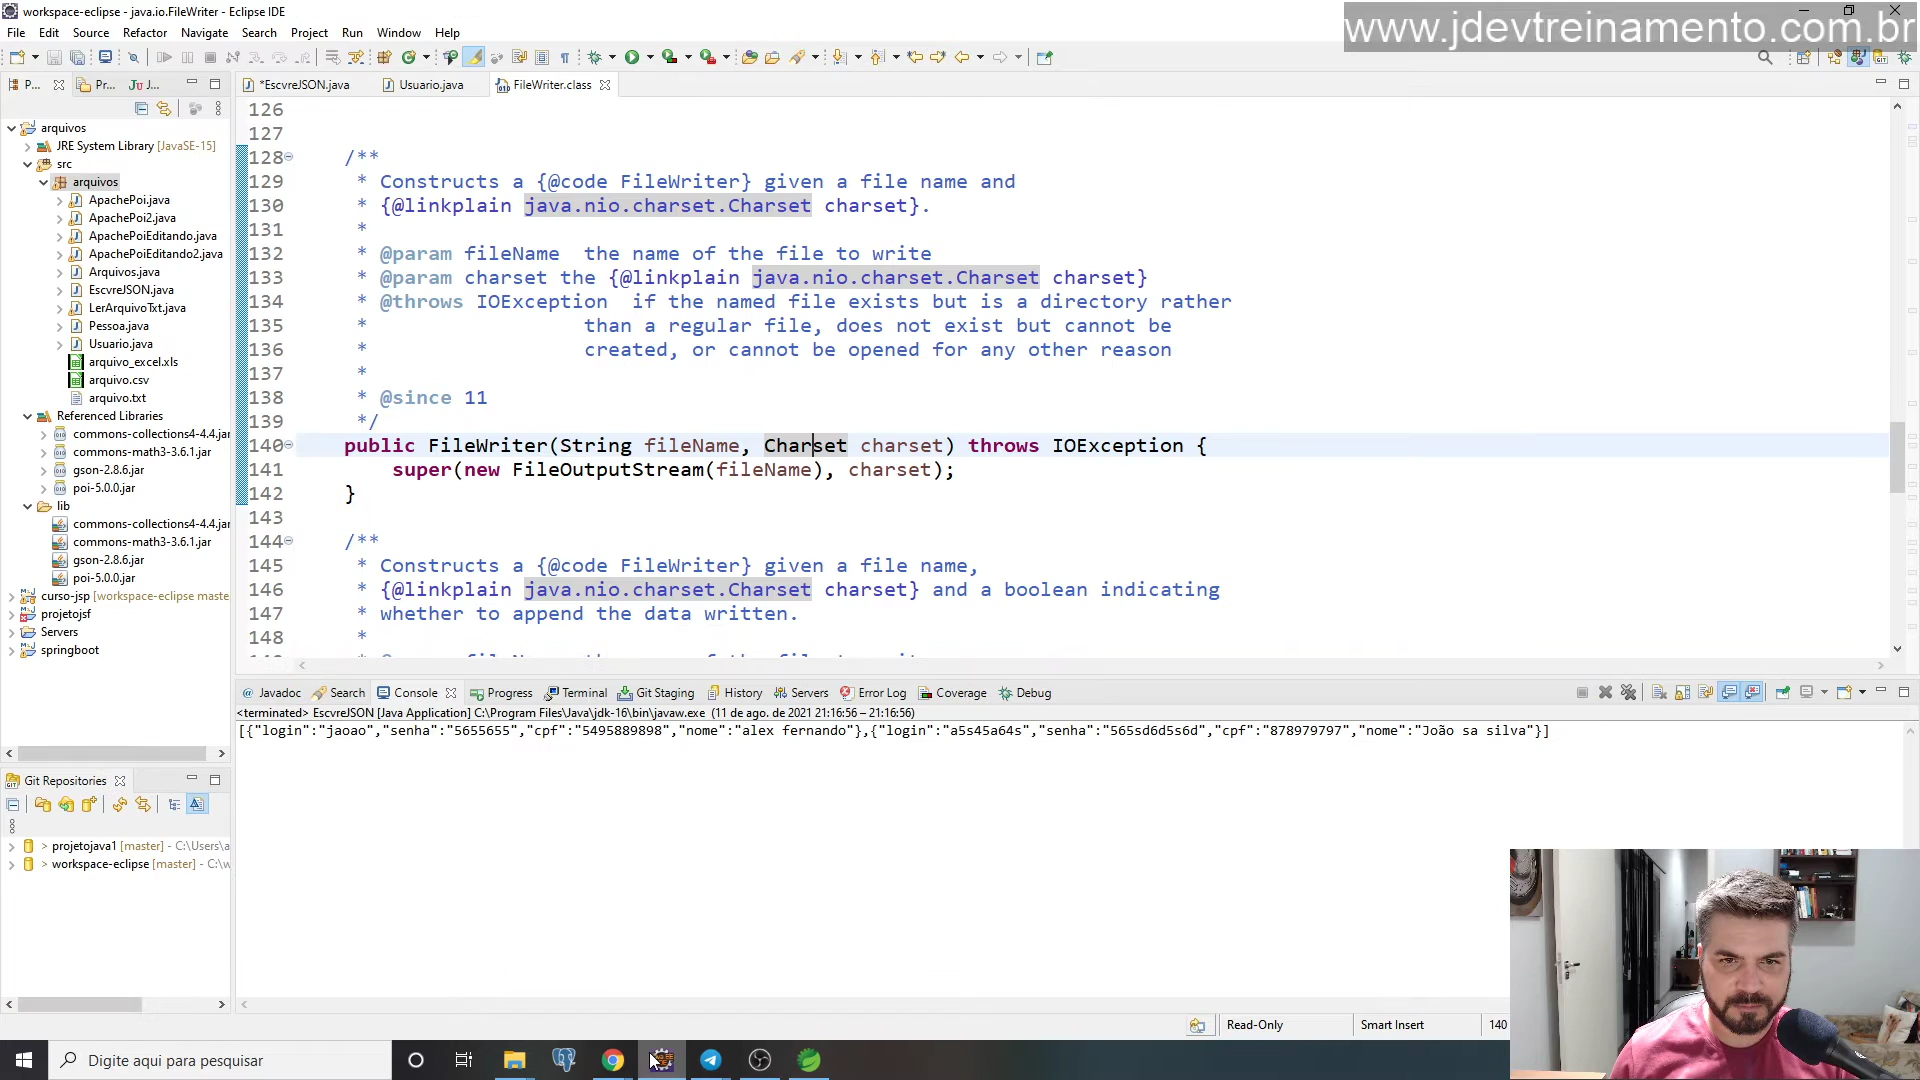 workspace-eclipse - java.io.FileWriter - Eclipse IDE
www.jdevtreinamento.com.br
File Edit Source Refactor Navigate Search Project Run Window Help
P... Pr... Ju J...
*EscvreJSON.java Usuario.java FileWriter.class
arquivos
JRE System Library [JavaSE-15]
src
arquivos
ApachePoi.java
ApachePoi2.java
ApachePoiEditando.java
ApachePoiEditando2.java
Arquivos.java
EscvreJSON.java
LerArquivoTxt.java
Pessoa.java
Usuario.java
arquivo_excel.xls
arquivo.csv
arquivo.txt
Referenced Libraries
commons-collections4-4.4.jar
commons-math3-3.6.1.jar
gson-2.8.6.jar
poi-5.0.0.jar
lib
commons-collections4-4.4.jar
commons-math3-3.6.1.jar
gson-2.8.6.jar
poi-5.0.0.jar
curso-jsp [workspace-eclipse maste
projetojsf
Servers
springboot
126
127
128 /**
129 * Constructs a {@code FileWriter} given a file name and
130 * {@linkplain java.nio.charset.Charset charset}.
131 *
132 * @param fileName the name of the file to write
133 * @param charset the {@linkplain java.nio.charset.Charset charset}
134 * @throws IOException if the named file exists but is a directory rather
135 * than a regular file, does not exist but cannot be
136 * created, or cannot be opened for any other reason
137 *
138 * @since 11
139 */
140 public FileWriter(String fileName, Charset charset) throws IOException {
141 super(new FileOutputStream(fileName), charset);
142 }
143
144 /**
145 * Constructs a {@code FileWriter} given a file name,
146 * {@linkplain java.nio.charset.Charset charset} and a boolean indicating
147 * whether to append the data written.
148 *
Javadoc Search Console Progress Terminal Git Staging History Servers Error Log Coverage Debug
<terminated> EscvreJSON [Java Application] C:\Program Files\Java\jdk-16\bin\javaw.exe (11 de ago. de 2021 21:16:56 – 21:16:56)
[{"login":"jaoao","senha":"5655655","cpf":"5495889898","nome":"alex fernando"},{"login":"a5s45a64s","senha":"565sd6d5s6d","cpf":"878979797","nome":"João sa silva"}]
Git Repositories
> projetojava1 [master] - C:\Users\a
> workspace-eclipse [master] - C:\w
Read-Only Smart Insert 140
Digite aqui para pesquisar